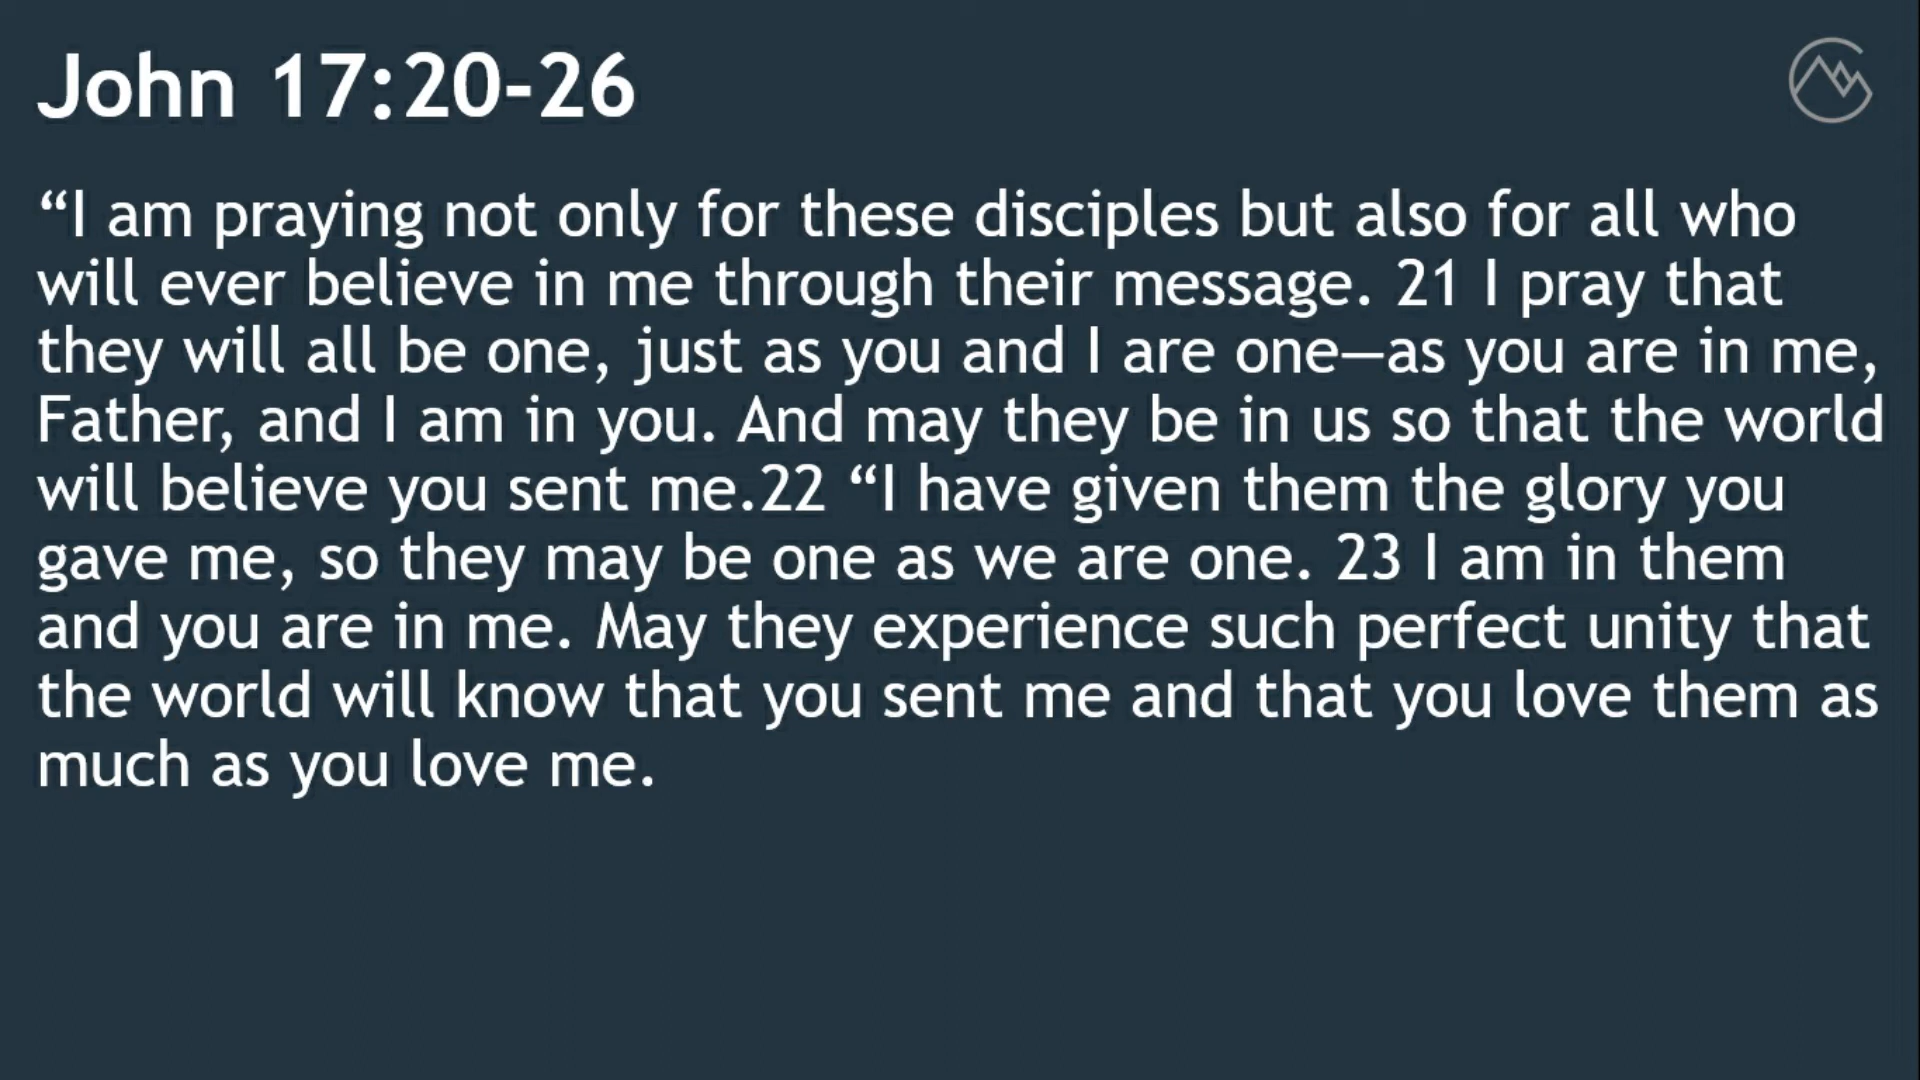 John 17:20-26
“I am praying not only for these disciples but also for all who
will ever believe in me through their message. 21 I pray that
they will all be one, just as you and I are one—as you are in me,
Father, and I am in you. And may they be in us so that the world
will believe you sent me.22 “I have given them the glory you
gave me, so they may be one as we are one. 23 I am in them
and you are in me. May they experience such perfect unity that
the world will know that you sent me and that you love them as
much as you love me.